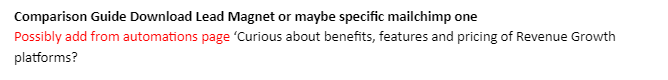 Comparison Guide Download Lead Magnet or maybe specific mailchimp one
Possibly add from automations page ‘Curious about benefits, features and pricing of Revenue Growth
platforms?